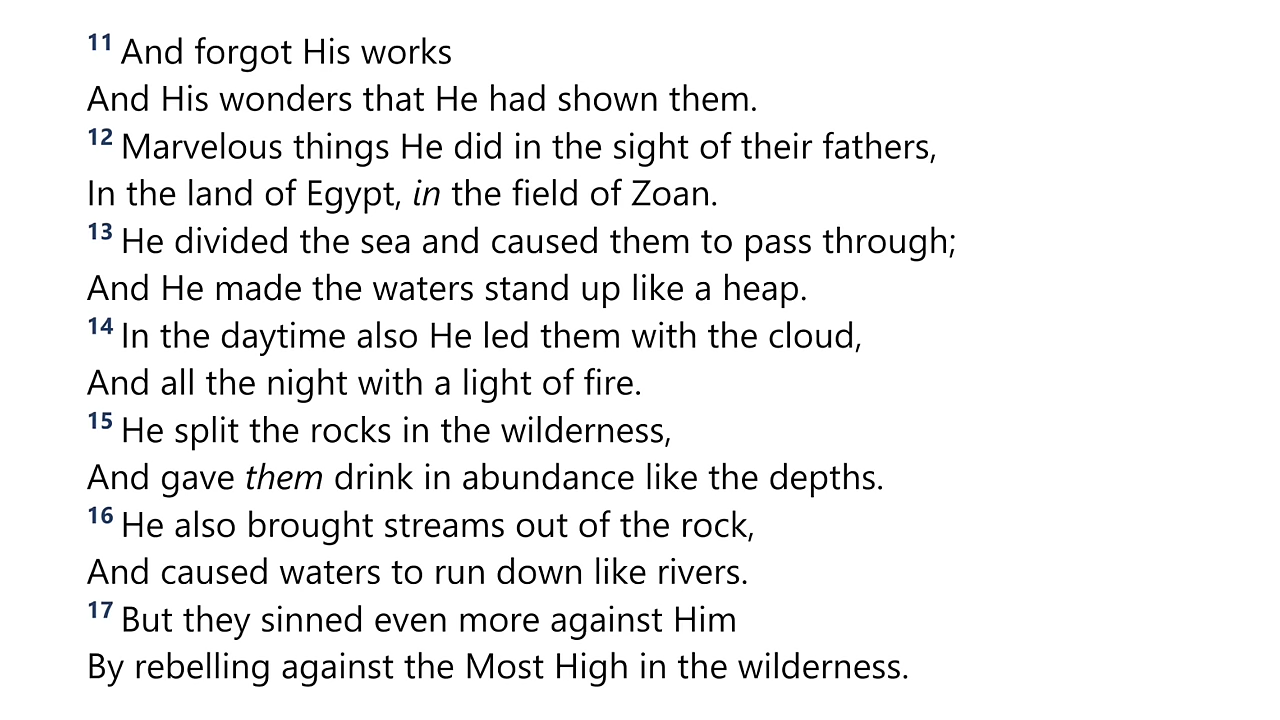 11 And forgot His works
And His wonders that He had shown them.
12 Marvelous things He did in the sight of their fathers,
In the land of Egypt, in the field of Zoan.
13 He divided the sea and caused them to pass through;
And He made the waters stand up like a heap.
14 In the daytime also He led them with the cloud,
And all the night with a light of fire.
15 He split the rocks in the wilderness,
And gave them drink in abundance like the depths.
16 He also brought streams out of the rock,
And caused waters to run down like rivers.
17 But they sinned even more against Him
By rebelling against the Most High in the wilderness.